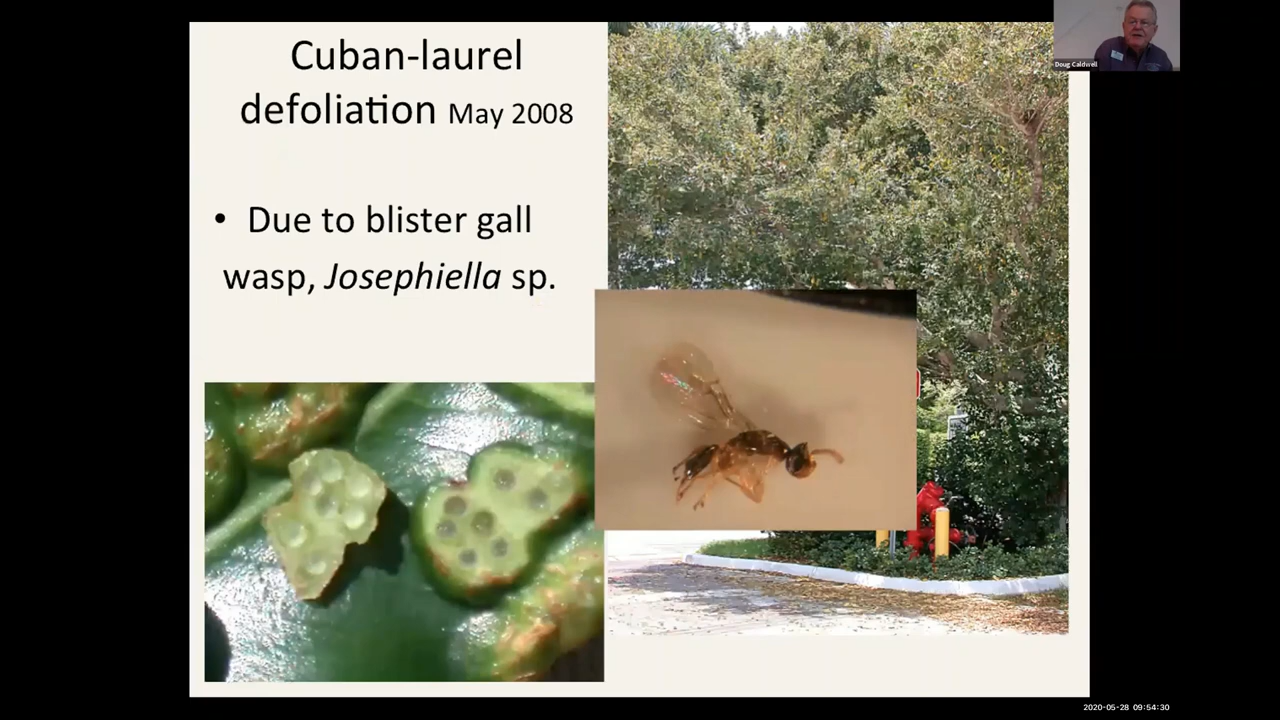 Cuban-laurel
defoliation May 2008
• Due to blister gall
wasp, Josephiella sp.
Doug Caldwell
2020-05-28 09:54:30